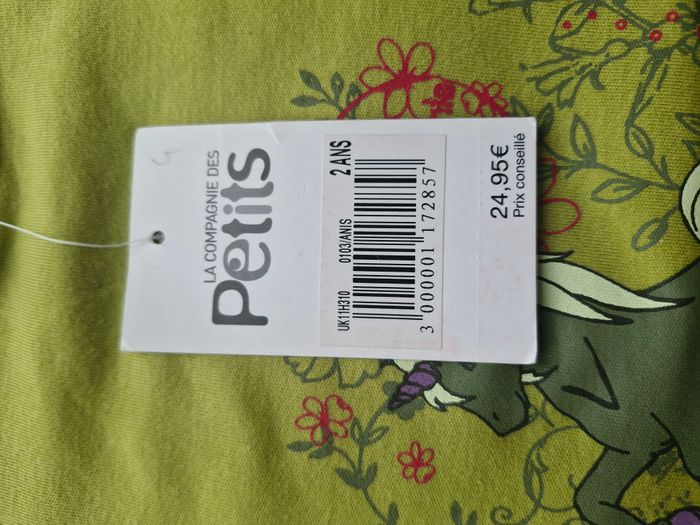 LA COMPAGNIE DES
Petits
UK11H310 0103/ANIS 2 ANS
3 000001 172857
24,95€
Prix conseillé